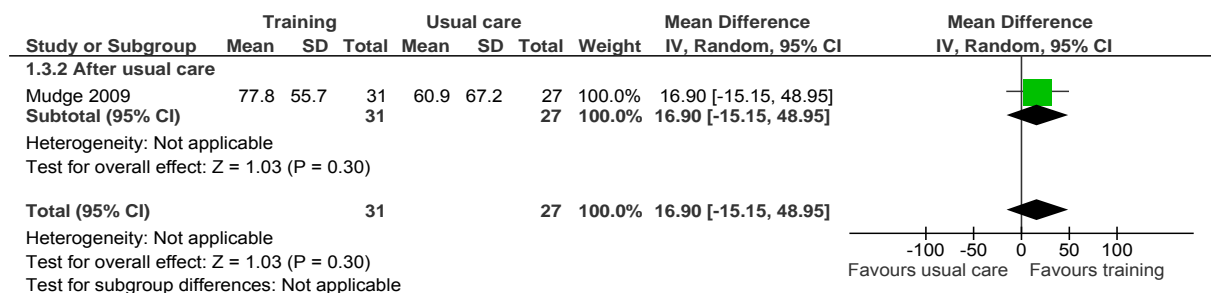 Training Usual care Mean Difference Mean Difference
Study or Subgroup Mean SD Total Mean SD Total Weight IV, Random, 95% CI IV, Random, 95% CI
1.3.2 After usual care
Mudge 2009 77.8 55.7 31 60.9 67.2 27 100.0% 16.90 [-15.15, 48.95]
Subtotal (95% CI) 31 27 100.0% 16.90 [-15.15, 48.95]
Heterogeneity: Not applicable
Test for overall effect: Z = 1.03 (P = 0.30)
Total (95% CI) 31 27 100.0% 16.90 [-15.15, 48.95]
Heterogeneity: Not applicable
Test for overall effect: Z = 1.03 (P = 0.30)
Test for subgroup differences: Not applicable
-100 -50 0 50 100
Favours usual care Favours training